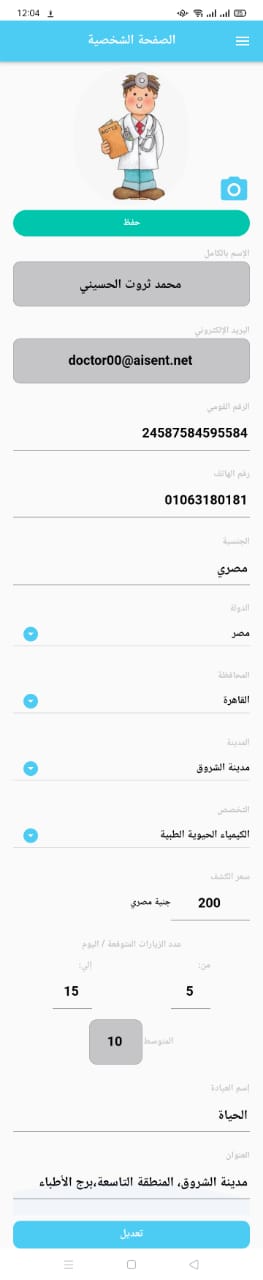 12:04
الصفحة الشخصية
NOTES
حفظ
الإسم بالكامل
محمد ثروت الحسيني
البريد الإلكتروني
doctor00@aisent.net
الرقم القومي
24587584595584
رقم الهاتف
01063180181
الجنسية
مصري
الدولة
مصر
المحافظة
القاهرة
المدينة
مدينة الشروق
التخصص
الكيمياء الحيوية الطبية
سعر الكشف
200 جنية مصري
عدد الزيارات المتوقعة / اليوم
من: إلي:
5 15
المتوسط 10
إسم العيادة
الحياة
العنوان
مدينة الشروق، المنطقة التاسعة،برج الأطباء
تعديل